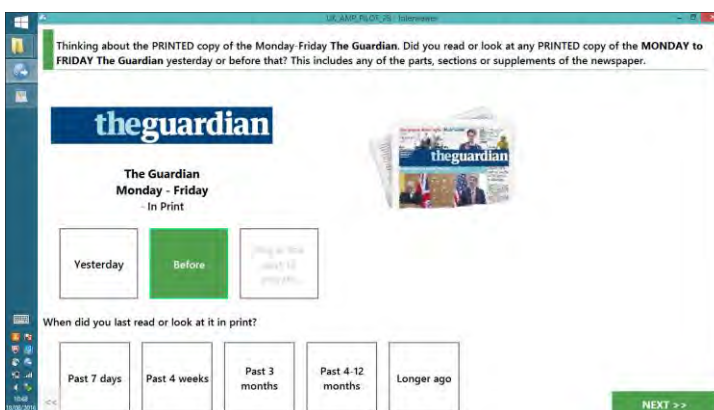 UK_AMP_PILOT_75 - Interviewer
Thinking about the PRINTED copy of the Monday-Friday The Guardian. Did you read or look at any PRINTED copy of the MONDAY to
FRIDAY The Guardian yesterday or before that? This includes any of the parts, sections or supplements of the newspaper.
theguardian
theguardian
The Guardian
Monday - Friday
- In Print
Yesterday
Before
When did you last read or look at it in print?
Past 7 days
Past 4 weeks
Past 3
months
Past 4-12
months
Longer ago
<<
NEXT >>